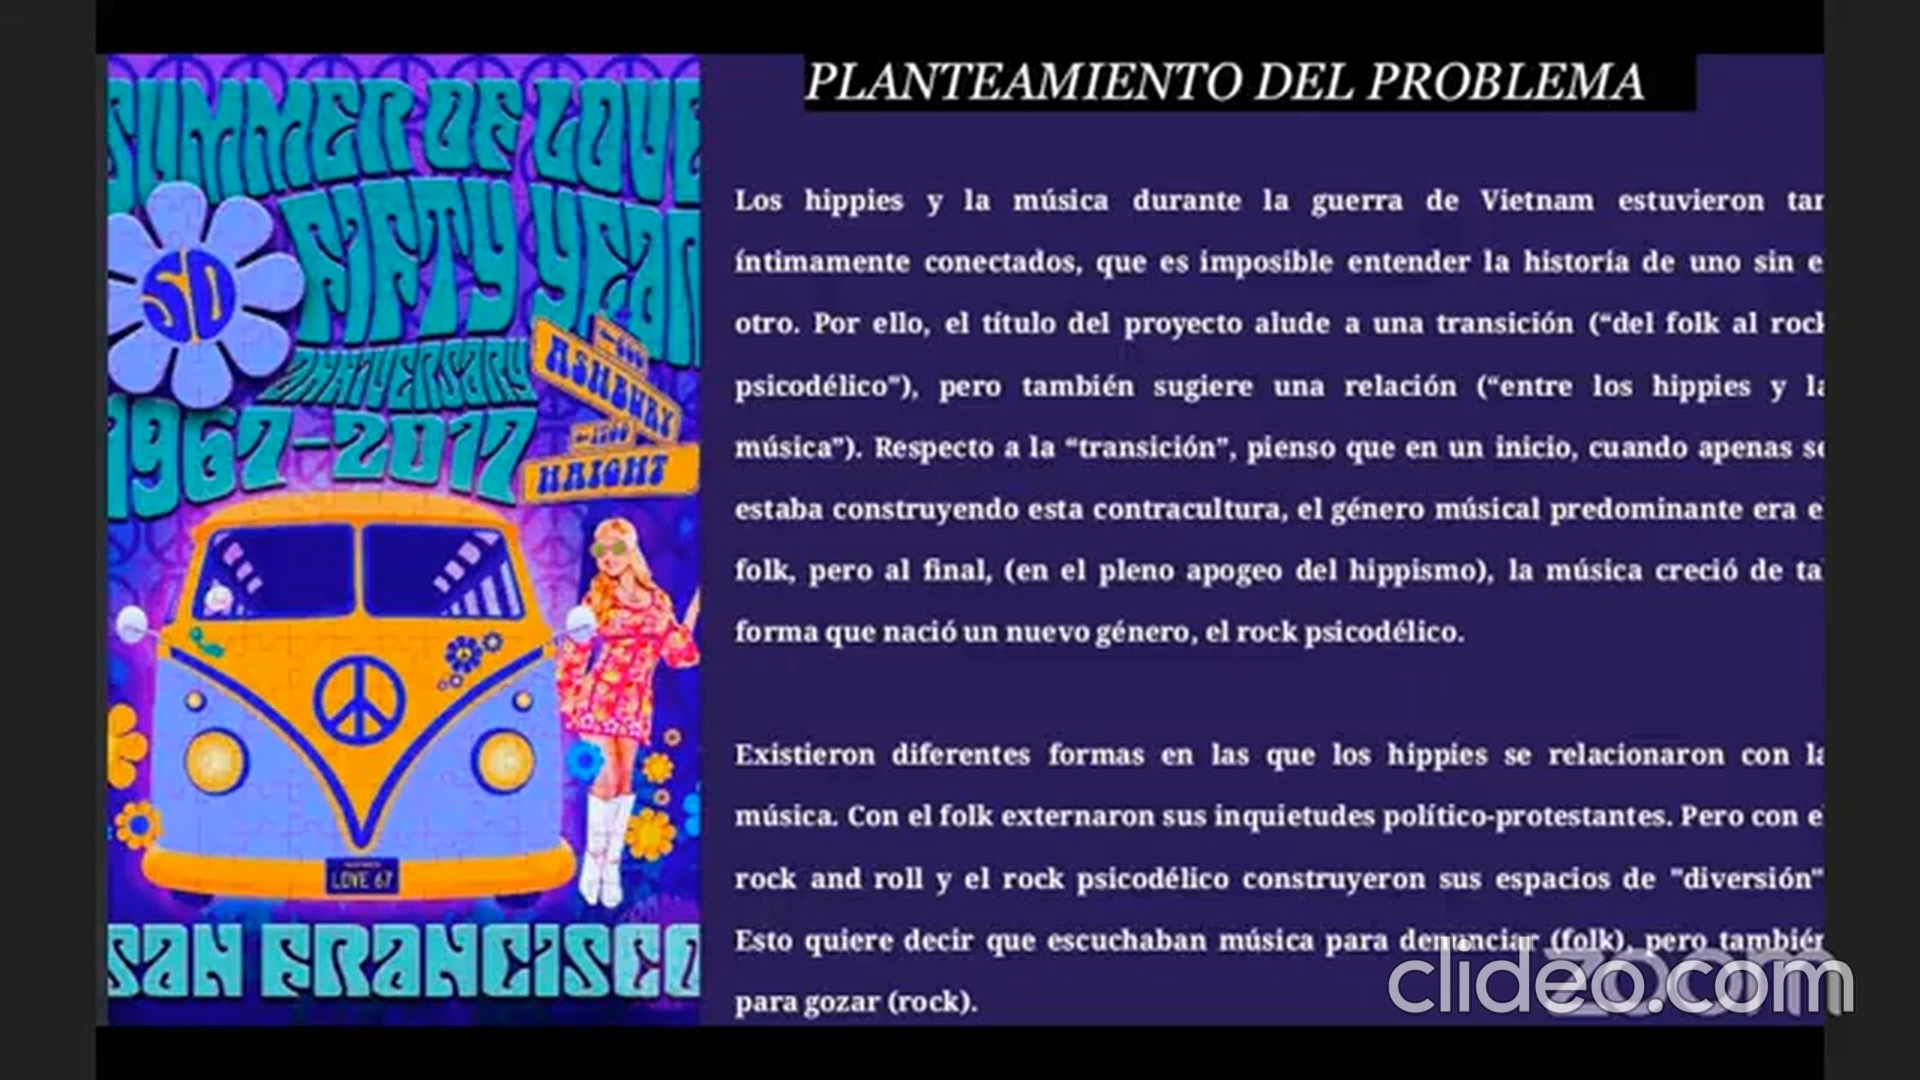 SUMMER OF LOVE
FIFTY YEAR
50
ANNIVERSARY
1967-2017
ASHBURY
HAIGHT
LOVE 67
SAN FRANCISCO
PLANTEAMIENTO DEL PROBLEMA
Los hippies y la música durante la guerra de Vietnam estuvieron tan
íntimamente conectados, que es imposible entender la historia de uno sin el
otro. Por ello, el título del proyecto alude a una transición (“del folk al rock
psicodélico”), pero también sugiere una relación (“entre los hippies y la
música”). Respecto a la “transición”, pienso que en un inicio, cuando apenas se
estaba construyendo esta contracultura, el género músical predominante era el
folk, pero al final, (en el pleno apogeo del hippismo), la música creció de tal
forma que nació un nuevo género, el rock psicodélico.
Existieron diferentes formas en las que los hippies se relacionaron con la
música. Con el folk externaron sus inquietudes político-protestantes. Pero con el
rock and roll y el rock psicodélico construyeron sus espacios de "diversión"
Esto quiere decir que escuchaban música para denunciar (folk), pero también
para gozar (rock).
zoom
clideo.com